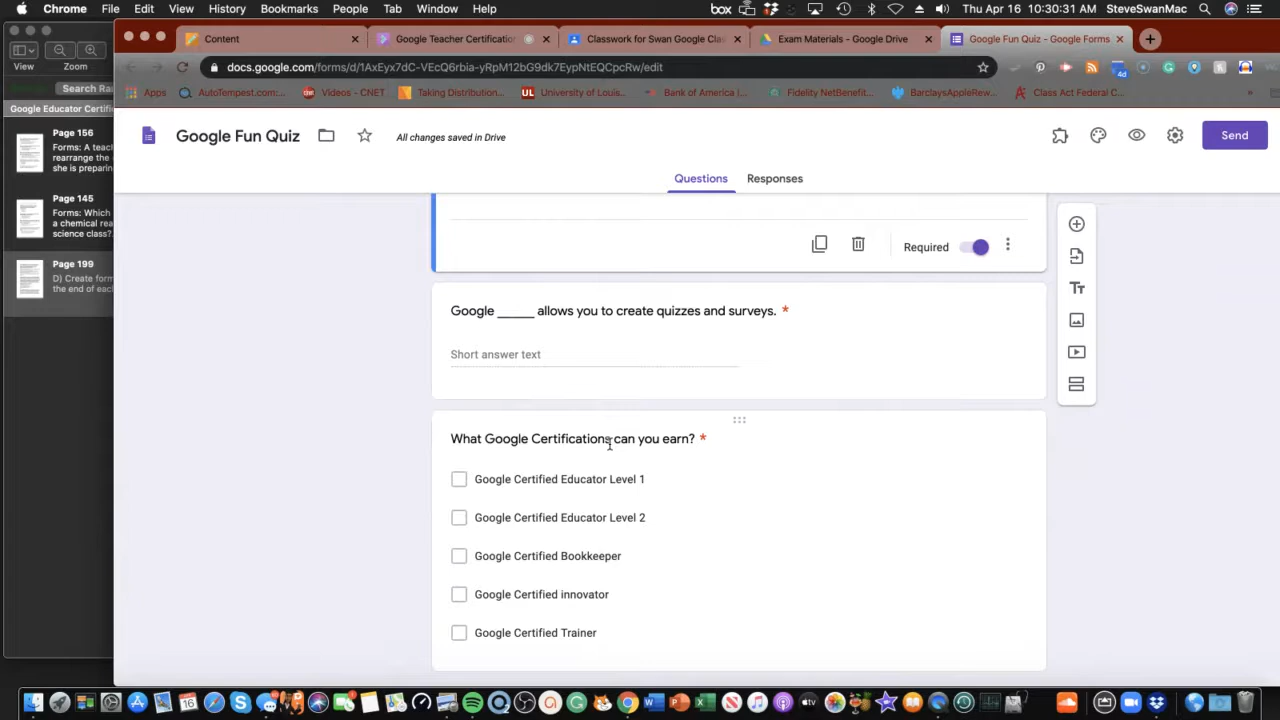 Chrome File Edit View History Bookmarks People Tab Window Help box Thu Apr 16 10:30:31 AM SteveSwanMac
View Zoom
Search Ra
Google Educator Certifi
Page 156
Forms: A teac
rearrange the
she is preparin
Page 145
Forms: Which
a chemical rea
science class?
Page 199
D) Create form
the end of eac
Content
Google Teacher Certification
Classwork for Swan Google Cla
Exam Materials - Google Drive
Google Fun Quiz - Google Forms
docs.google.com/forms/d/1AxEyx7dC-VEcQ6rbia-yRpM12bG9dk7EypNtEQCpcRw/edit
Apps AutoTempest.com:... Videos - CNET Taking Distribution... University of Louis... Bank of America I... Fidelity NetBenefit... BarclaysAppleRew... Class Act Federal C... »
Google Fun Quiz
All changes saved in Drive
Send
Questions Responses
Required
Google ______ allows you to create quizzes and surveys. *
Short answer text
What Google Certifications can you earn? *
Google Certified Educator Level 1
Google Certified Educator Level 2
Google Certified Bookkeeper
Google Certified innovator
Google Certified Trainer